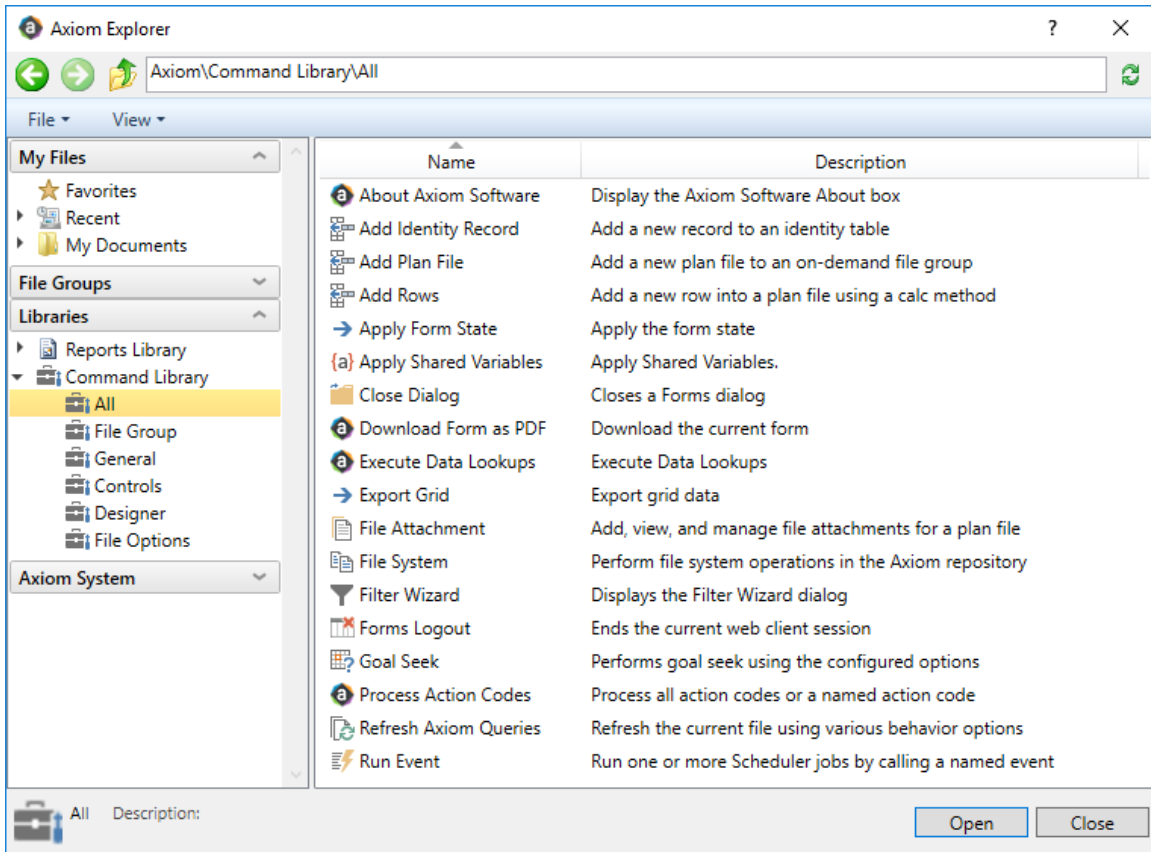 Axiom Explorer
?
Axiom\Command Library\All
File View
My Files
Favorites
Recent
My Documents
File Groups
Libraries
Reports Library
Command Library
All
File Group
General
Controls
Designer
File Options
Axiom System
Name Description
About Axiom Software Display the Axiom Software About box
Add Identity Record Add a new record to an identity table
Add Plan File Add a new plan file to an on-demand file group
Add Rows Add a new row into a plan file using a calc method
Apply Form State Apply the form state
{a} Apply Shared Variables Apply Shared Variables.
Close Dialog Closes a Forms dialog
Download Form as PDF Download the current form
Execute Data Lookups Execute Data Lookups
Export Grid Export grid data
File Attachment Add, view, and manage file attachments for a plan file
File System Perform file system operations in the Axiom repository
Filter Wizard Displays the Filter Wizard dialog
Forms Logout Ends the current web client session
Goal Seek Performs goal seek using the configured options
Process Action Codes Process all action codes or a named action code
Refresh Axiom Queries Refresh the current file using various behavior options
Run Event Run one or more Scheduler jobs by calling a named event
All Description:
Open Close